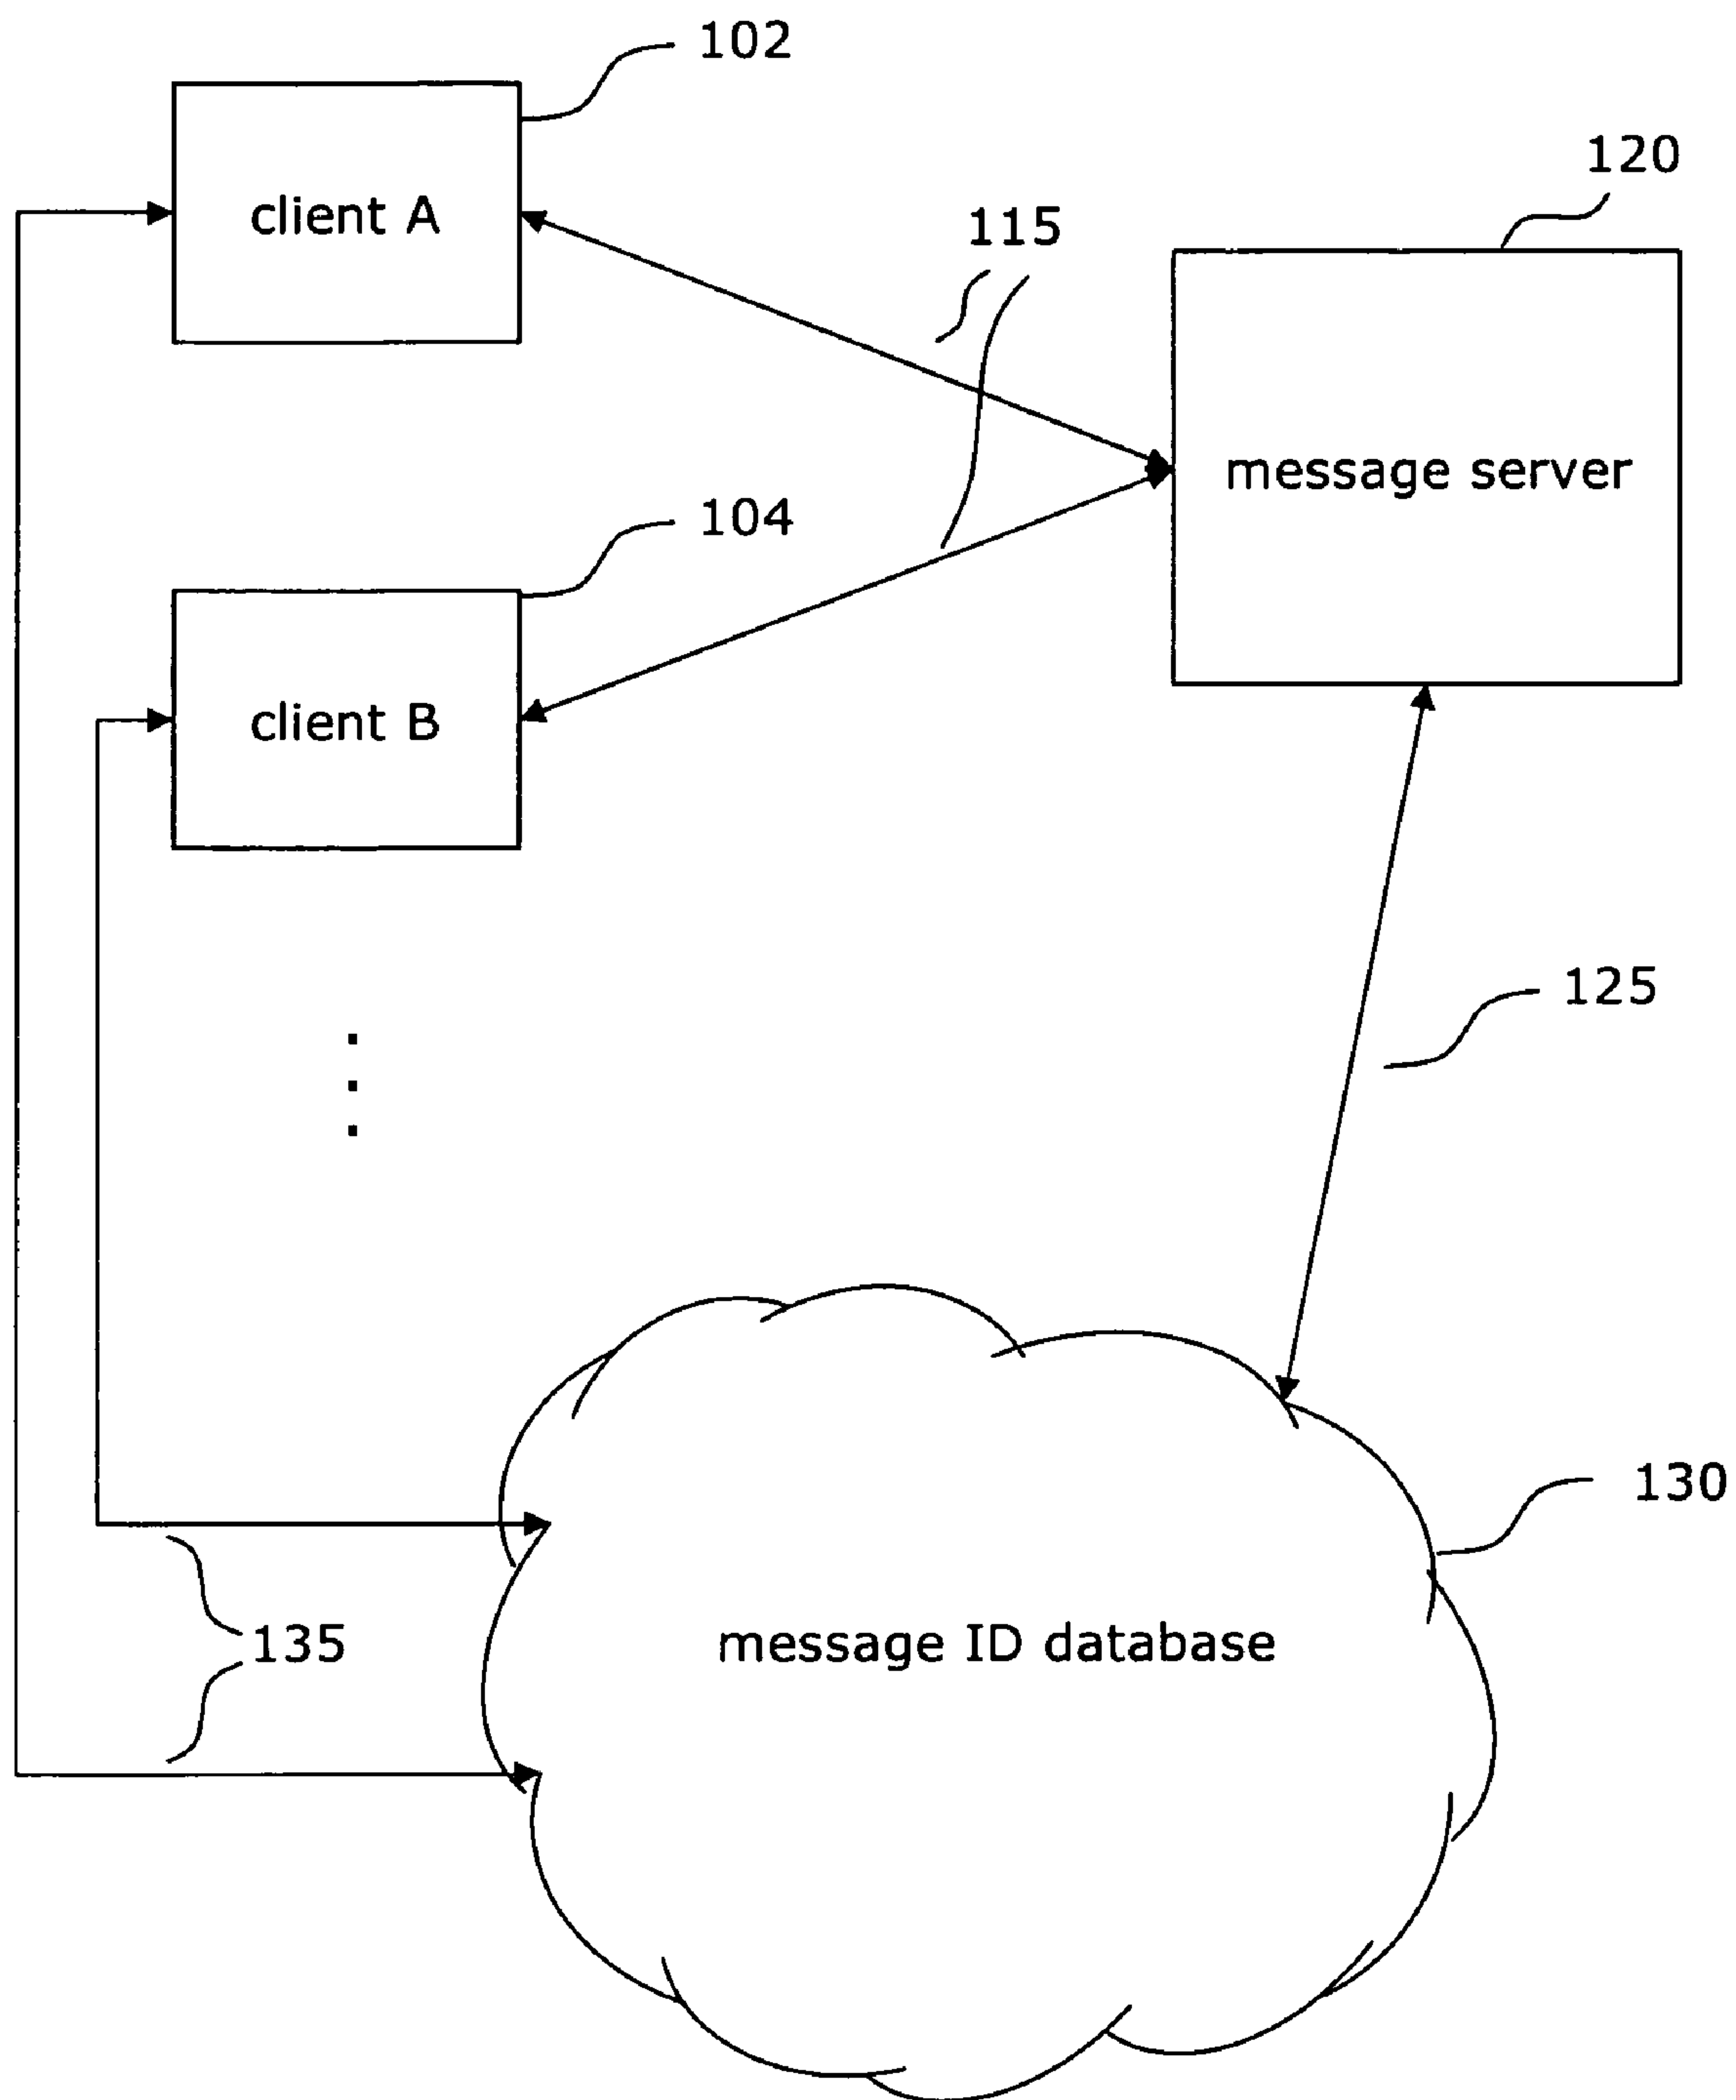 102
client A
120
115
message server
104
client B
125
130
message ID database
135